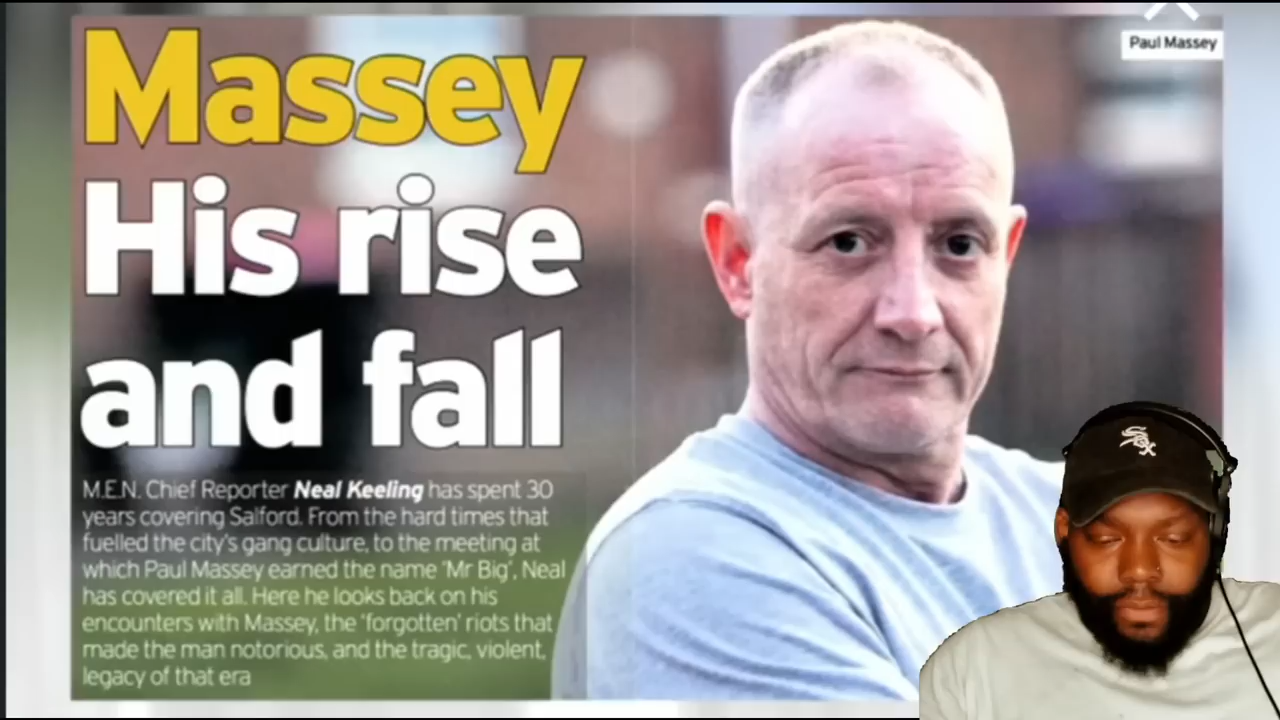 Massey
His rise
and fall
M.E.N. Chief Reporter Neal Keeling has spent 30
years covering Salford. From the hard times that
fuelled the city's gang culture, to the meeting at
which Paul Massey earned the name 'Mr Big', Neal
has covered it all. Here he looks back on his
encounters with Massey, the 'forgotten' riots that
made the man notorious, and the tragic, violent,
legacy of that era
Paul Massey
Sox